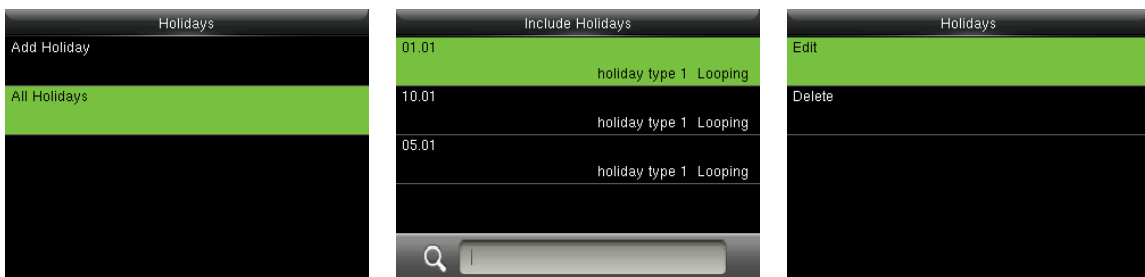 Holidays
Add Holiday
All Holidays
Include Holidays
01.01
holiday type 1 Looping
10.01
holiday type 1 Looping
05.01
holiday type 1 Looping
Holidays
Edit
Delete